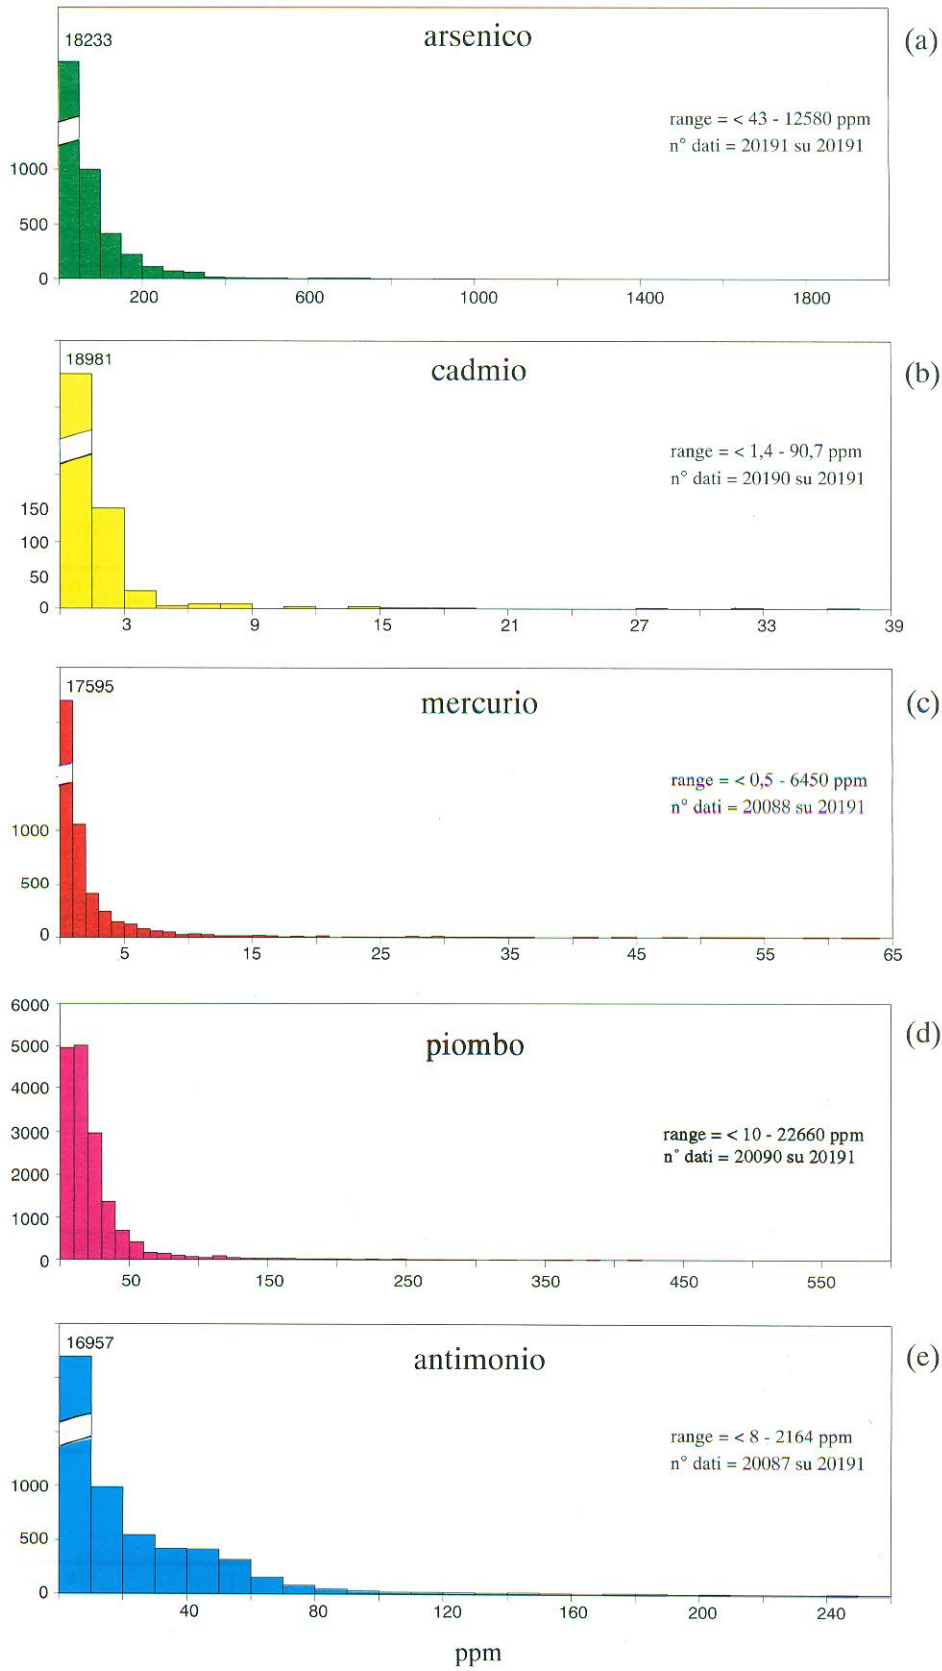 18233
arsenico
(a)
range = < 43 - 12580 ppm
n° dati = 20191 su 20191
1000
500
0
200 600 1000 1400 1800
18981
cadmio
(b)
range = < 1,4 - 90,7 ppm
n° dati = 20190 su 20191
150
100
50
0
3 9 15 21 27 33 39
17595
mercurio
(c)
range = < 0,5 - 6450 ppm
n° dati = 20088 su 20191
1000
500
0
5 15 25 35 45 55 65
6000
piombo
(d)
5000
4000
range = < 10 - 22660 ppm
n° dati = 20090 su 20191
3000
2000
1000
0
50 150 250 350 450 550
16957
antimonio
(e)
range = < 8 - 2164 ppm
n° dati = 20087 su 20191
1000
500
0
40 80 120 160 200 240
ppm